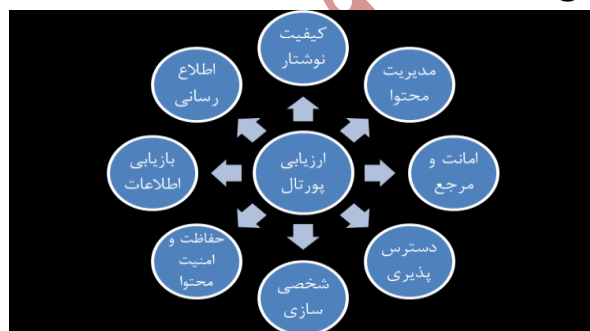 کیفیت
نوشتار
مدیریت
محتوا
امانت و
مرجع
دسترس
پذیری
شخصی
سازی
حفاظت و
امنیت
محتوا
بازیابی
اطلاعات
اطلاع
رسانی
ارزیابی
پورتال